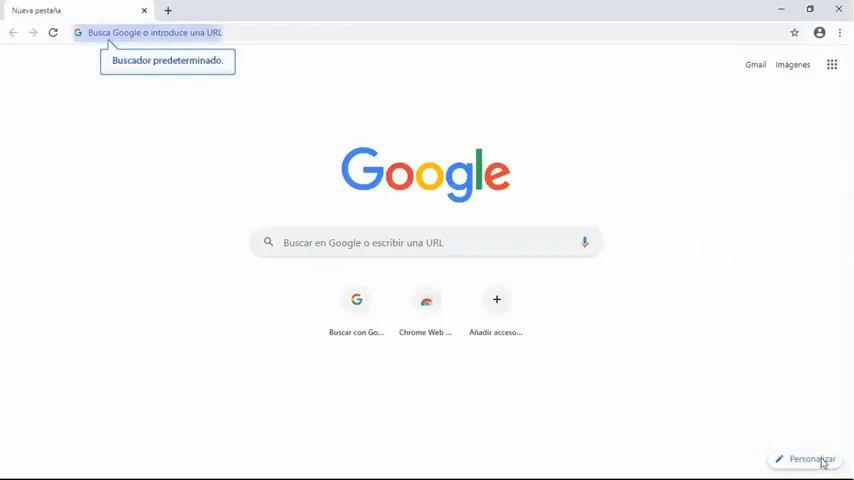 Nueva pestaña
Busca Google o introduce una URL
Buscador predeterminado.
Gmail Imágenes
Google
Buscar en Google o escribir una URL
Buscar con Go... Chrome Web ... Añadir acceso...
Personalizar